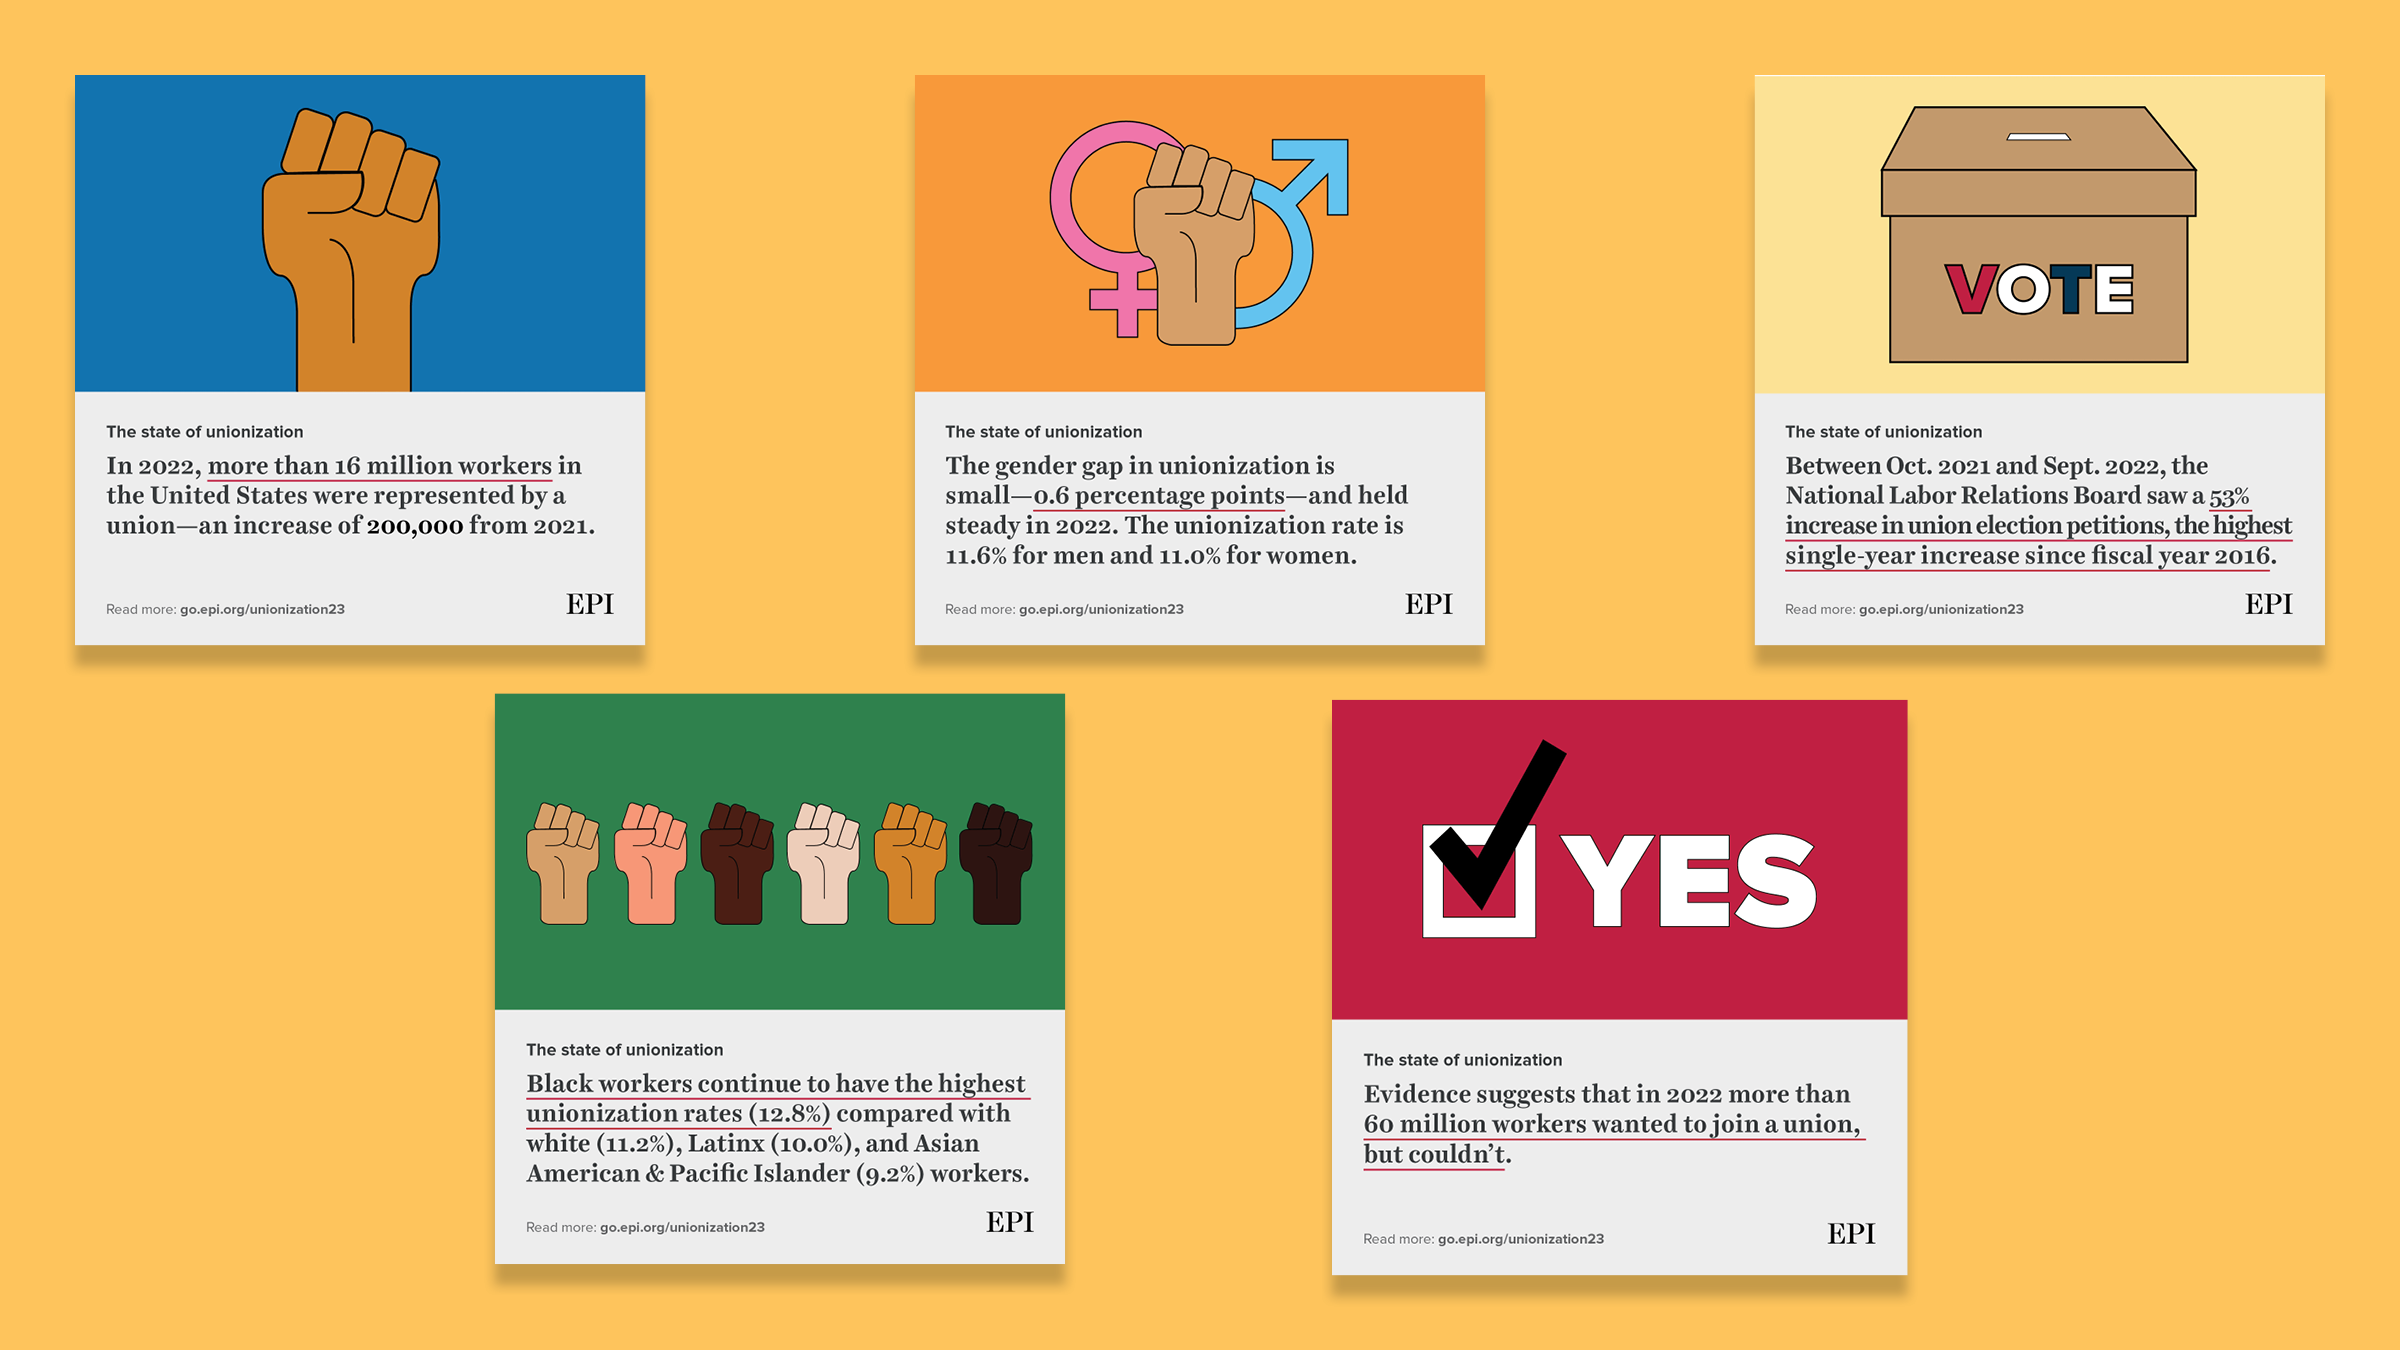 The state of unionization
In 2022, more than 16 million workers in
the United States were represented by a
union—an increase of 200,000 from 2021.
Read more: go.epi.org/unionization23
EPI
The state of unionization
The gender gap in unionization is
small—0.6 percentage points—and held
steady in 2022. The unionization rate is
11.6% for men and 11.0% for women.
Read more: go.epi.org/unionization23
EPI
VOTE
The state of unionization
Between Oct. 2021 and Sept. 2022, the
National Labor Relations Board saw a 53%
increase in union election petitions, the highest
single-year increase since fiscal year 2016.
Read more: go.epi.org/unionization23
EPI
The state of unionization
Black workers continue to have the highest
unionization rates (12.8%) compared with
white (11.2%), Latinx (10.0%), and Asian
American & Pacific Islander (9.2%) workers.
Read more: go.epi.org/unionization23
EPI
YES
The state of unionization
Evidence suggests that in 2022 more than
60 million workers wanted to join a union,
but couldn’t.
Read more: go.epi.org/unionization23
EPI